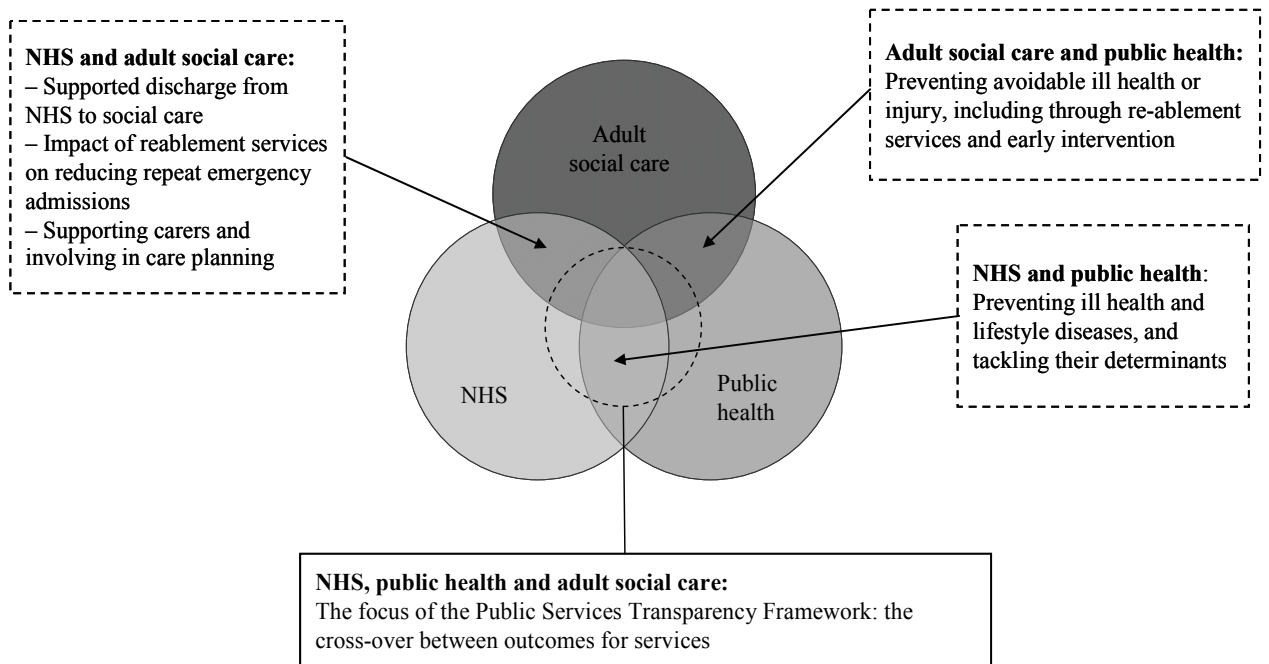 NHS and adult social care:
– Supported discharge from
NHS to social care
– Impact of reablement services
on reducing repeat emergency
admissions
– Supporting carers and
involving in care planning
Adult social care and public health:
Preventing avoidable ill health or
injury, including through re-ablement
services and early intervention
Adult
social care
NHS and public health:
Preventing ill health and
lifestyle diseases, and
tackling their determinants
NHS
Public
health
NHS, public health and adult social care:
The focus of the Public Services Transparency Framework: the
cross-over between outcomes for services